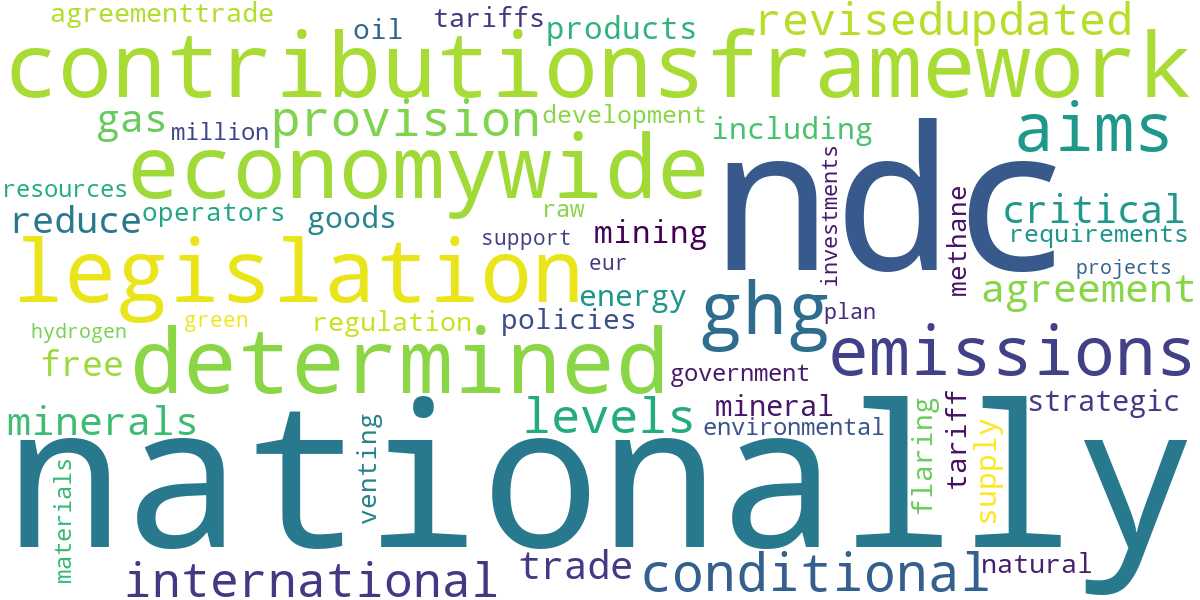 agreementtrade
oil
tariffs
products
revisedupdated
contributions
framework
gas
million
provision
development
including
aims
economywide
ndc
investments
methane
resources
reduce
operators
goods
raw
critical
requirements
legislation
support
mining
eur
projects
energy
ghg
agreement
hydrogen
green
regulation
policies
plan
free
determined
emissions
government
minerals
levels
mineral
environmental
strategic
nationally
venting
flaring
tariff
supply
materials
international
trade
conditional
natural